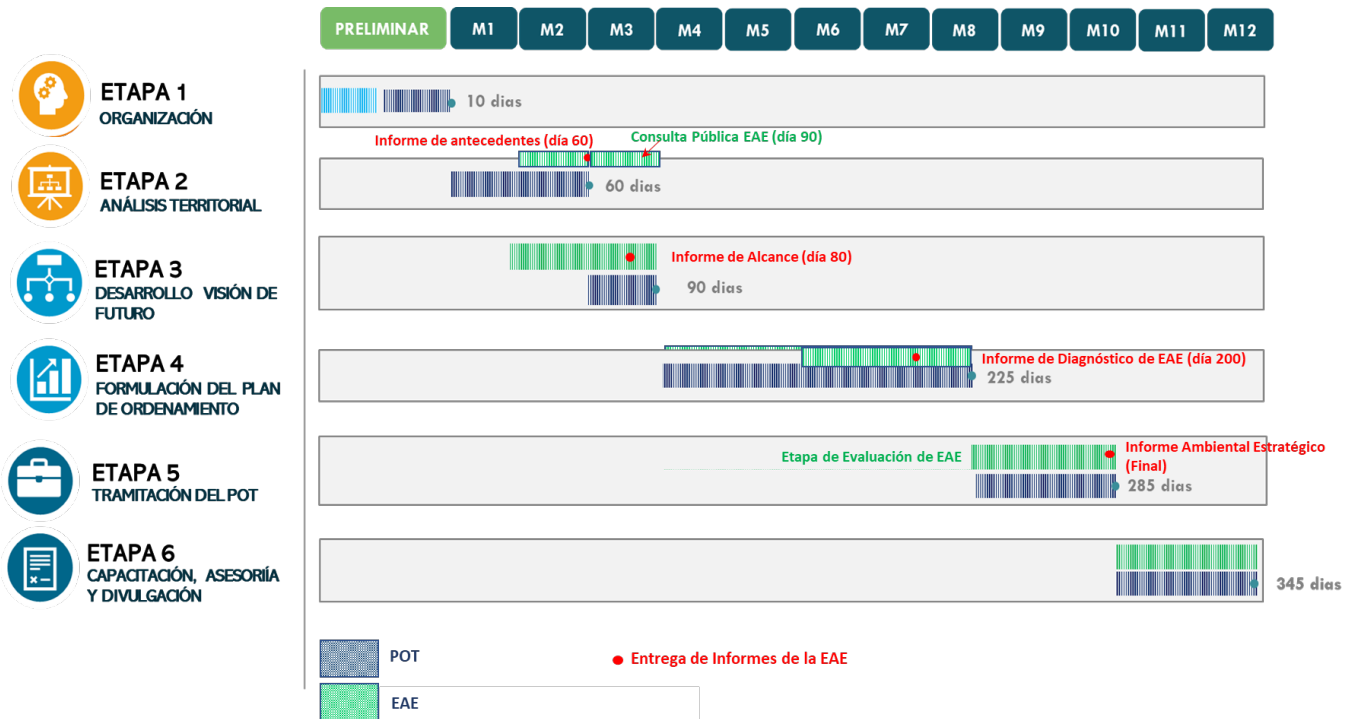 PRELIMINAR M1 M2 M3 M4 M5 M6 M7 M8 M9 M10 M11 M12
ETAPA 1
ORGANIZACIÓN
10 dias
Informe de antecedentes (día 60)
Consulta Pública EAE (día 90)
ETAPA 2
ANÁLISIS TERRITORIAL
60 dias
ETAPA 3
DESARROLLO VISIÓN DE
FUTURO
Informe de Alcance (día 80)
90 dias
ETAPA 4
FORMULACIÓN DEL PLAN
DE ORDENAMIENTO
Informe de Diagnóstico de EAE (día 200)
225 dias
ETAPA 5
TRAMITACIÓN DEL POT
Etapa de Evaluación de EAE
Informe Ambiental Estratégico
(Final)
285 dias
ETAPA 6
CAPACITACIÓN, ASESORIÍA
Y DIVULGACIÓN
345 dias
POT
Entrega de Informes de la EAE
EAE